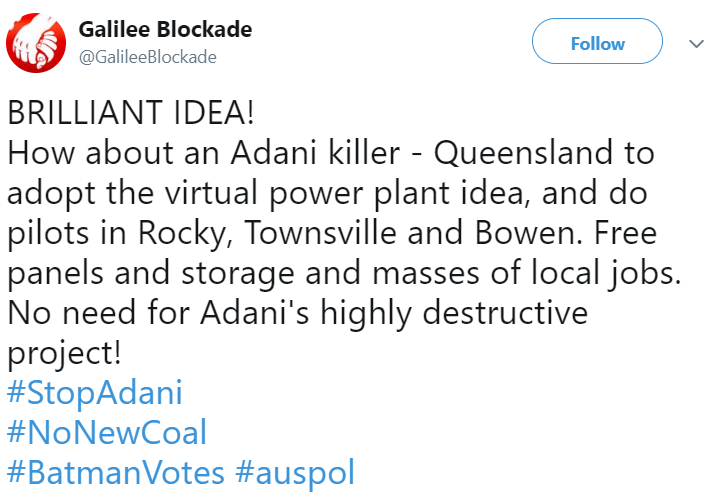 Galilee Blockade
@GalileeBlockade
Follow
BRILLIANT IDEA!
How about an Adani killer - Queensland to
adopt the virtual power plant idea, and do
pilots in Rocky, Townsville and Bowen. Free
panels and storage and masses of local jobs.
No need for Adani's highly destructive
project!
#StopAdani
#NoNewCoal
#BatmanVotes #auspol